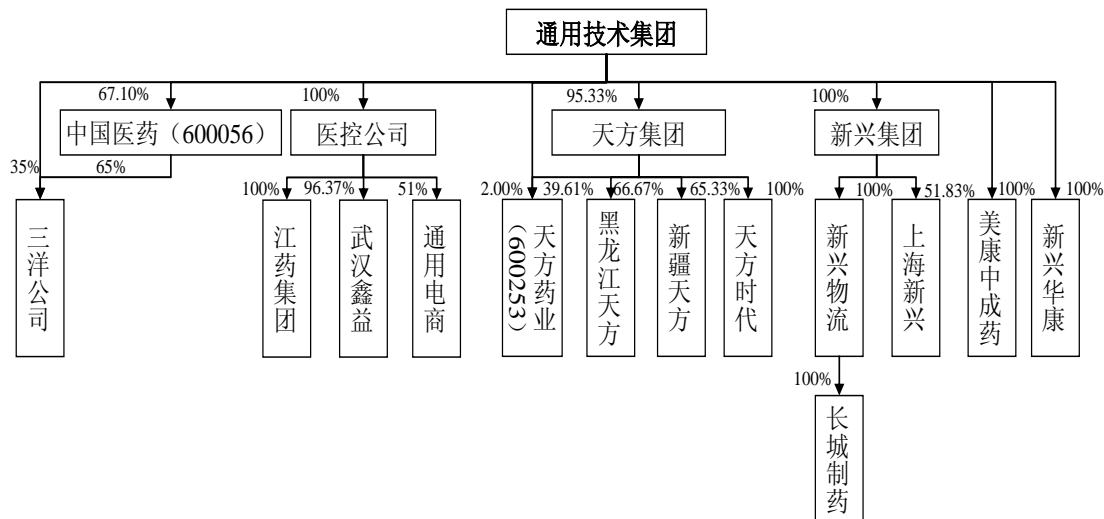 通用技术集团
67.10%
100%
95.33%
100%
中国医药（600056）
医控公司
天方集团
新兴集团
35%
65%
100%
96.37%
51%
2.00%
39.61%
66.67%
65.33%
100%
100%
51.83%
100%
100%
三洋公司
江药集团
武汉鑫益
通用电商
天方药业
（600253）
黑龙江天方
新疆天方
天方时代
新兴物流
上海新兴
美康中成药
新兴华康
100%
长城制药